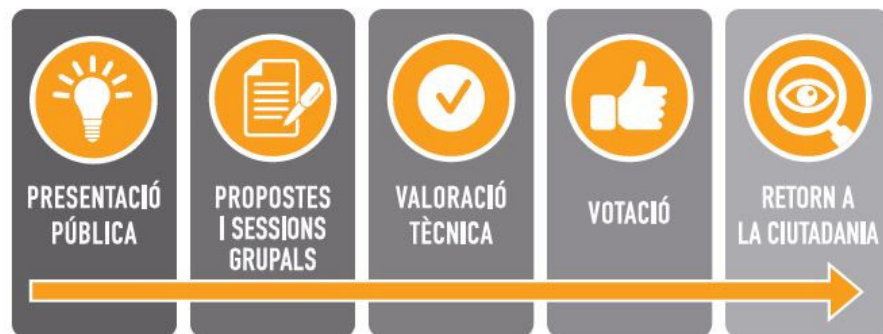 PRESENTACIÓ
PÚBLICA
PROPOSTES
I SESSIONS
GRUPALS
VALORACIÓ
TÈCNICA
VOTACIÓ
RETORN A
LA CIUTADANIA